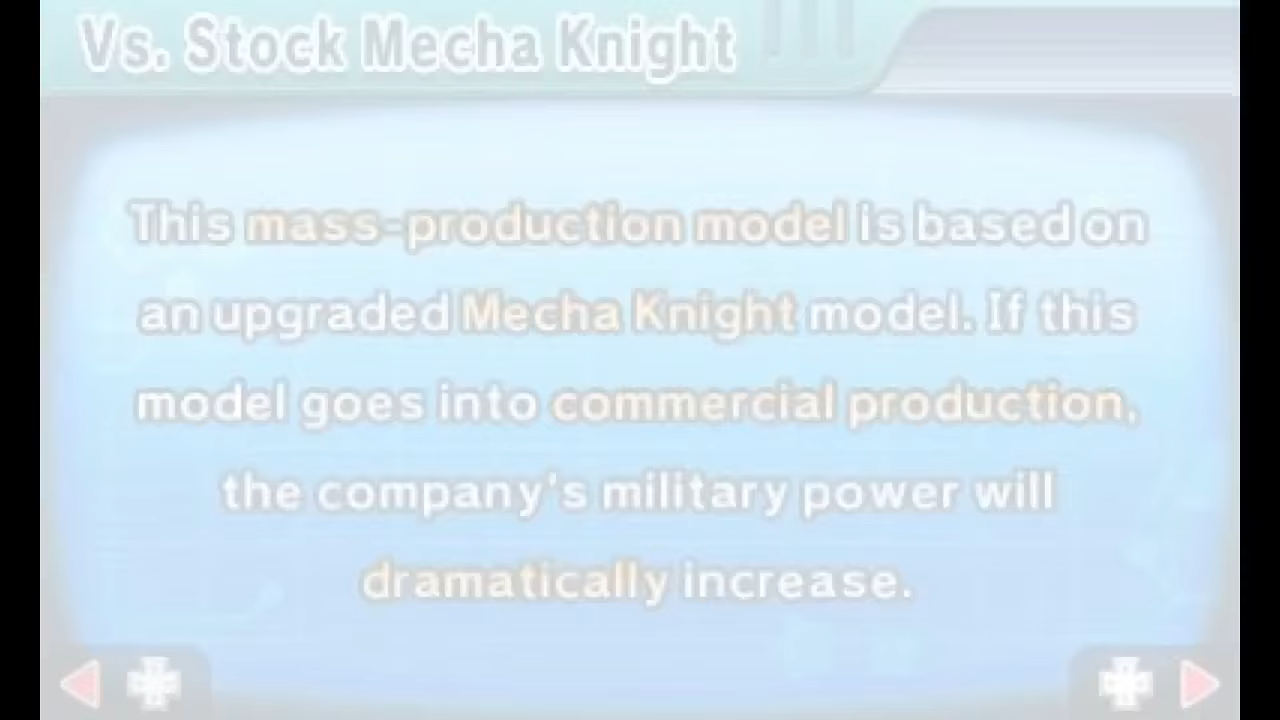 Vs. Stock Mecha Knight
This mass-production model is based on
an upgraded Mecha Knight model. If this
model goes into commercial production,
the company's military power will
dramatically increase.